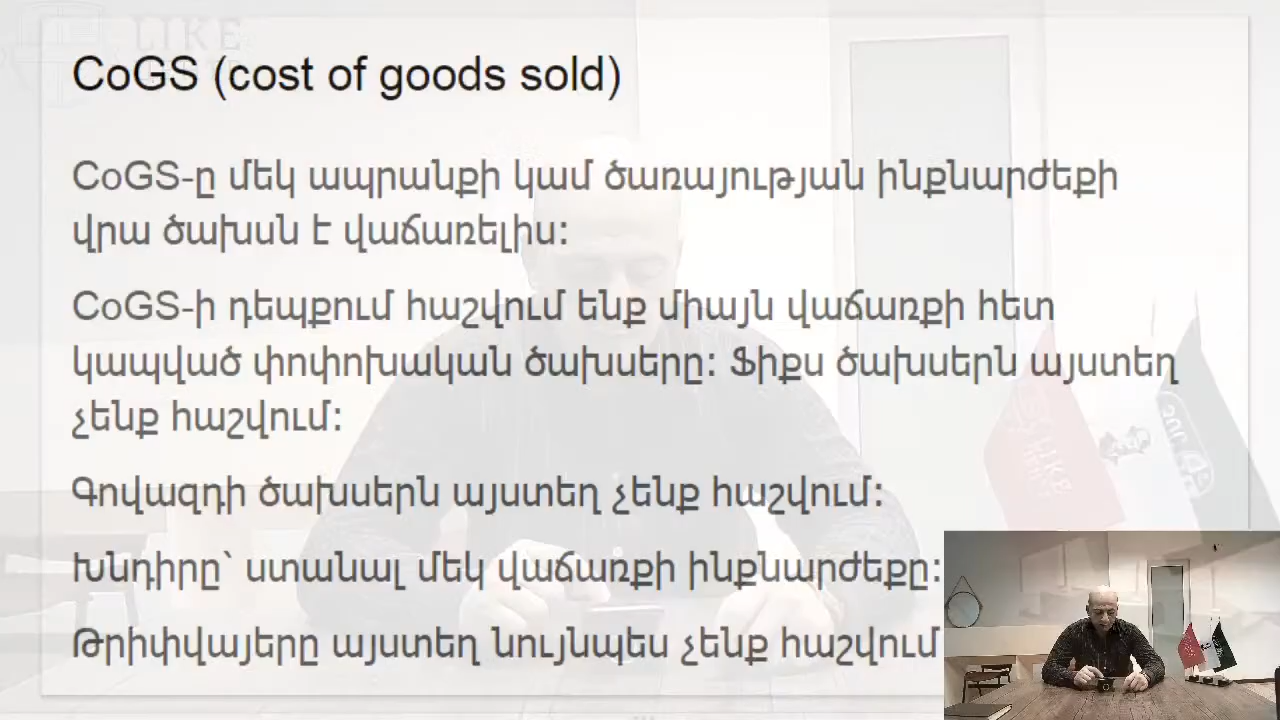 LIKE
CoGS (cost of goods sold)
CoGS-ը մեկ ապրանքի կամ ծառայության ինքնարժեքի
վրա ծախսն է վաճառելիս:
CoGS-ի դեպքում հաշվում ենք միայն վաճառքի հետ
կապված փոփոխական ծախսերը: Ֆիքս ծախսերն այստեղ
չենք հաշվում:
Գովազդի ծախսերն այստեղ չենք հաշվում:
Խնդիրը՝ ստանալ մեկ վաճառքի ինքնարժեքը:
Թրիփվայերը այստեղ նույնպես չենք հաշվում